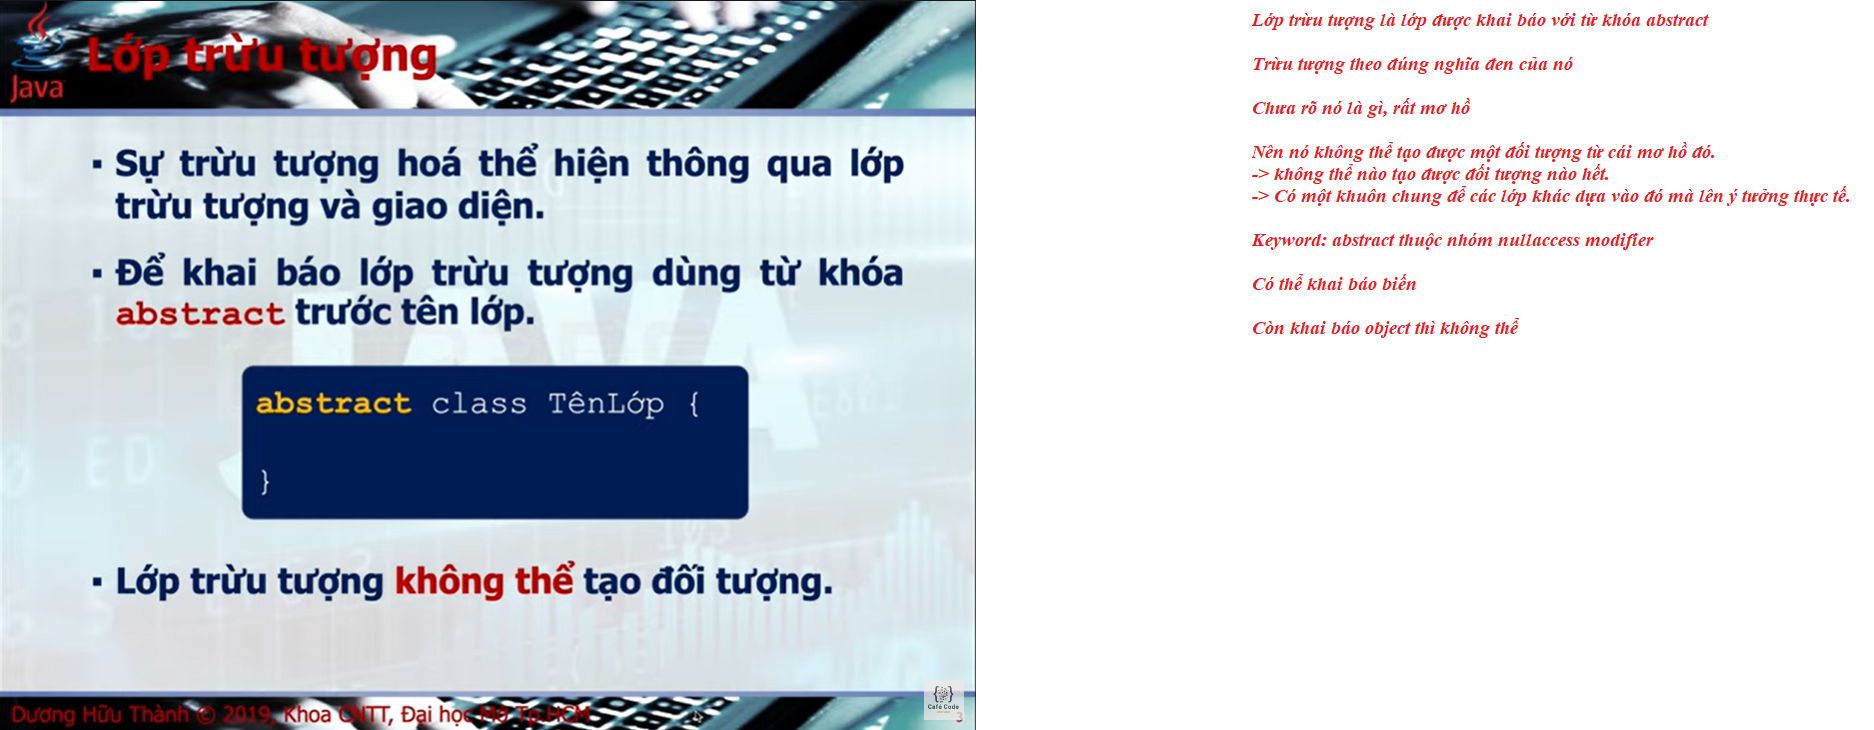 Java
Lớp trừu tượng
▪ Sự trừu tượng hoá thể hiện thông qua lớp
trừu tượng và giao diện.
▪ Để khai báo lớp trừu tượng dùng từ khóa
abstract trước tên lớp.
abstract class TênLớp {
}
▪ Lớp trừu tượng không thể tạo đối tượng.
Dương Hữu Thành © 2019, Khoa CNTT, Đại học Mở Tp.HCM
Café Code
3
Lớp trừu tượng là lớp được khai báo với từ khóa abstract
Trừu tượng theo đúng nghĩa đen của nó
Chưa rõ nó là gì, rất mơ hồ
Nên nó không thể tạo được một đối tượng từ cái mơ hồ đó.
-> không thể nào tạo được đối tượng nào hết.
-> Có một khuôn chung để các lớp khác dựa vào đó mà lên ý tưởng thực tế.
Keyword: abstract thuộc nhóm nullaccess modifier
Có thể khai báo biến
Còn khai báo object thì không thể